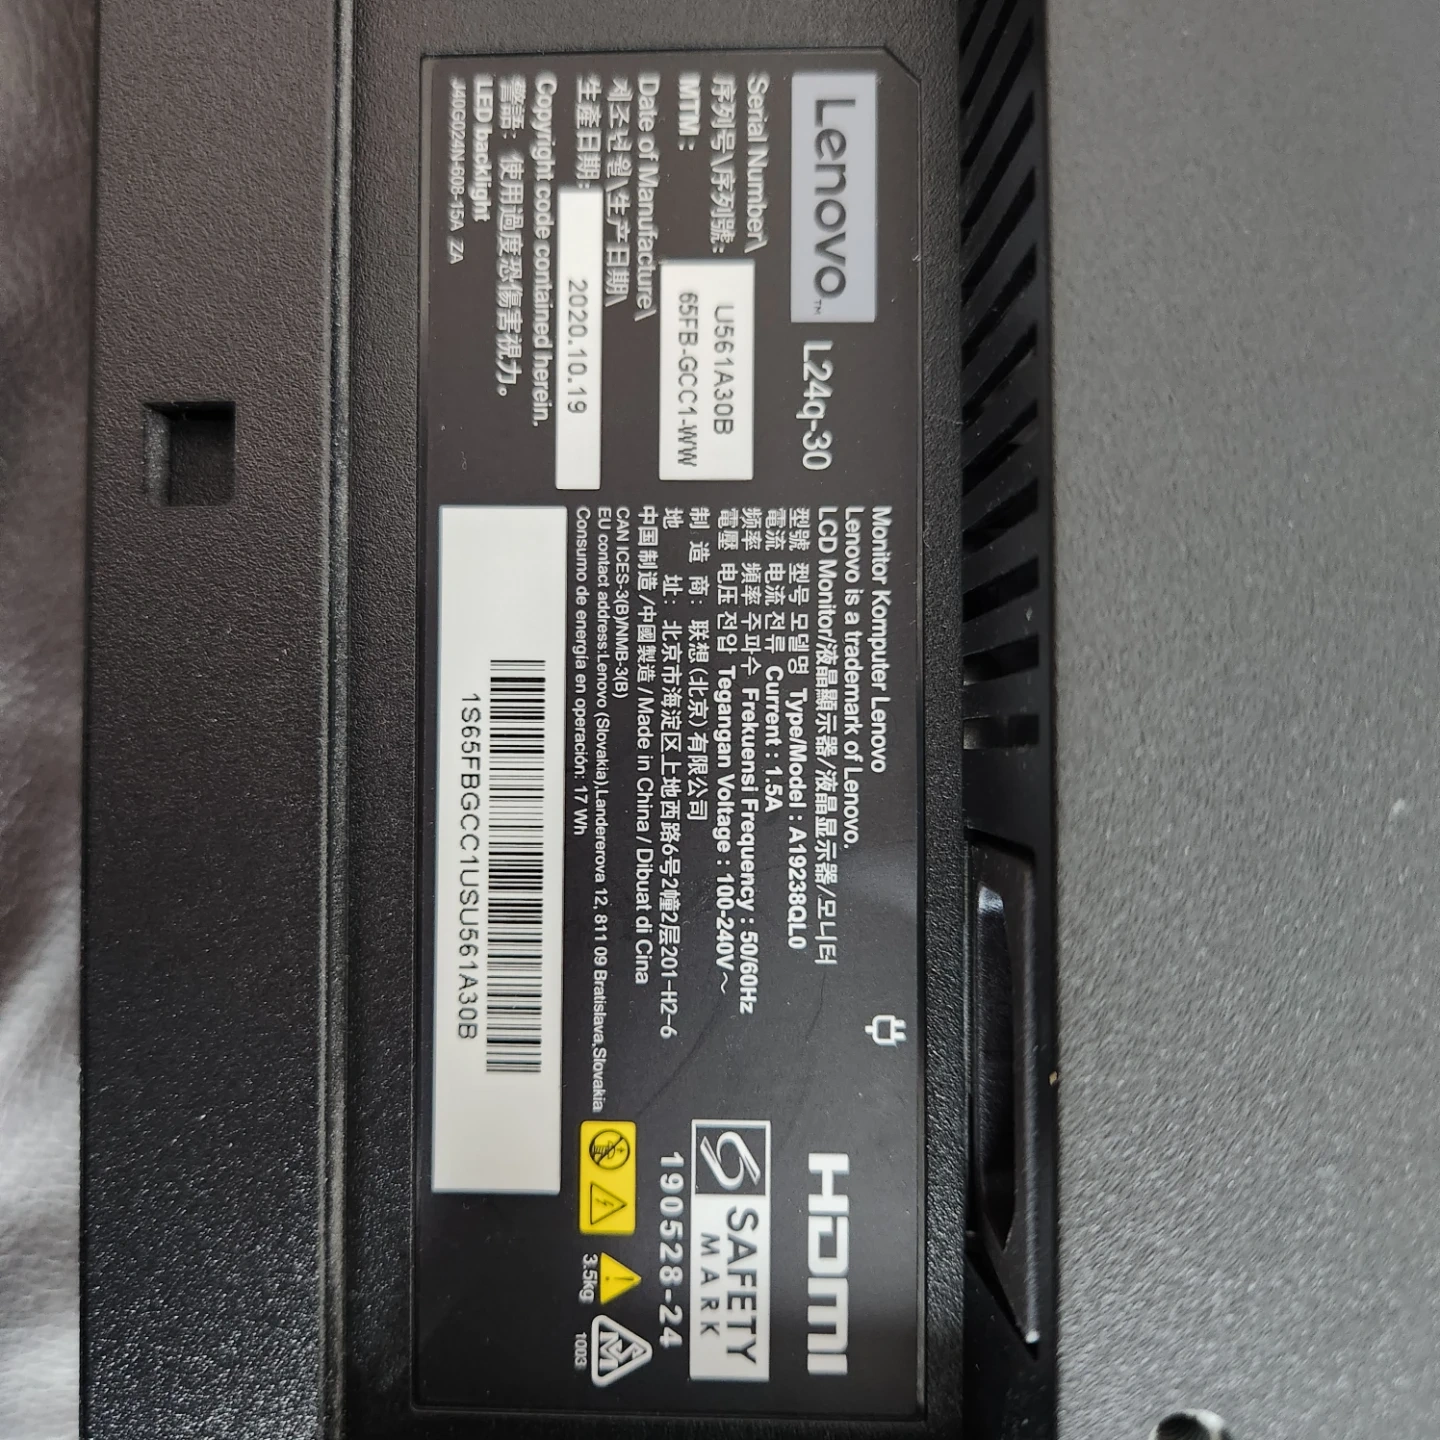 Lenovo™ L24q-30
Serial Number\
序列号\序列號:
MTM:
U561A30B
65FB-GCC1-WW
Date of Manufacture\
제조년월\生产日期\
生產日期:
2020.10.19
Copyright code contained herein.
警語: 使用過度恐傷害視力。
LED backlight
J40G024N-608-15A ZA
Monitor Komputer Lenovo
Lenovo is a trademark of Lenovo.
LCD Monitor/液晶顯示器/液晶显示器/모니터
型號 型号 모델명 Type/Model : A19238QL0
電流 电流 전류 Current : 1.5A
频率 頻率 주파수 Frekuensi Frequency : 50/60Hz
電壓 电压 전압 Tegangan Voltage : 100-240V~
制 造 商: 联想(北京)有限公司
地 址: 北京市海淀区上地西路6号2幢2层201-H2-6
中国制造/中國製造/Made in China / Dibuat di Cina
CAN ICES-3(B)/NMB-3(B)
EU contact address:Lenovo (Slovakia),Landererova 12, 811 09 Bratislava,Slovakia
Consumo de energía en operación: 17 Wh
1S65FBGCC1USU561A30B
HDMI
SAFETY
MARK
190528-24
3.5kg
1003